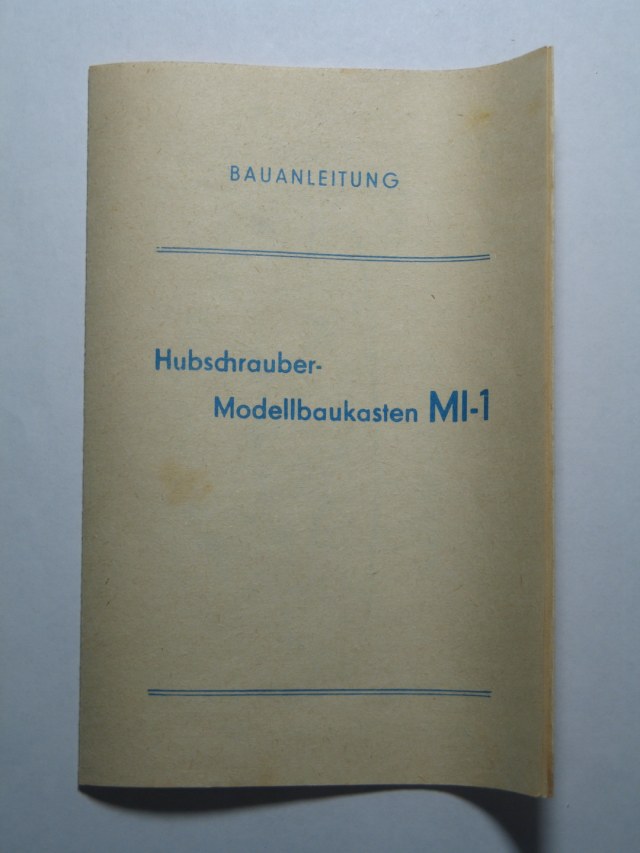 BAUANLEITUNG
Hubschrauber-
Modellbaukasten MI-1